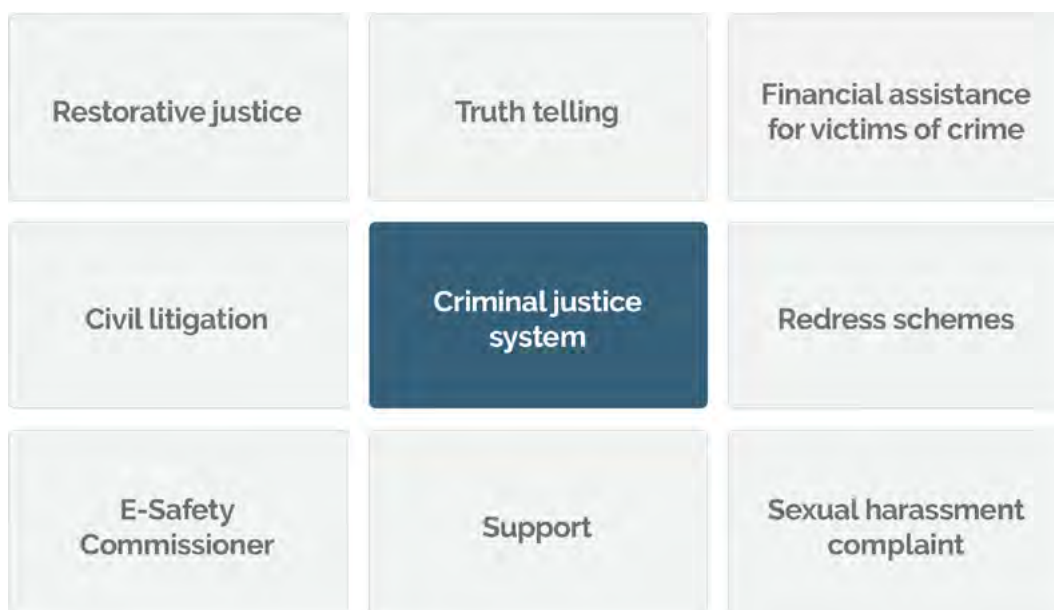 Restorative justice
Truth telling
Financial assistance
for victims of crime
Civil litigation
Criminal justice
system
Redress schemes
E-Safety
Commissioner
Support
Sexual harassment
complaint